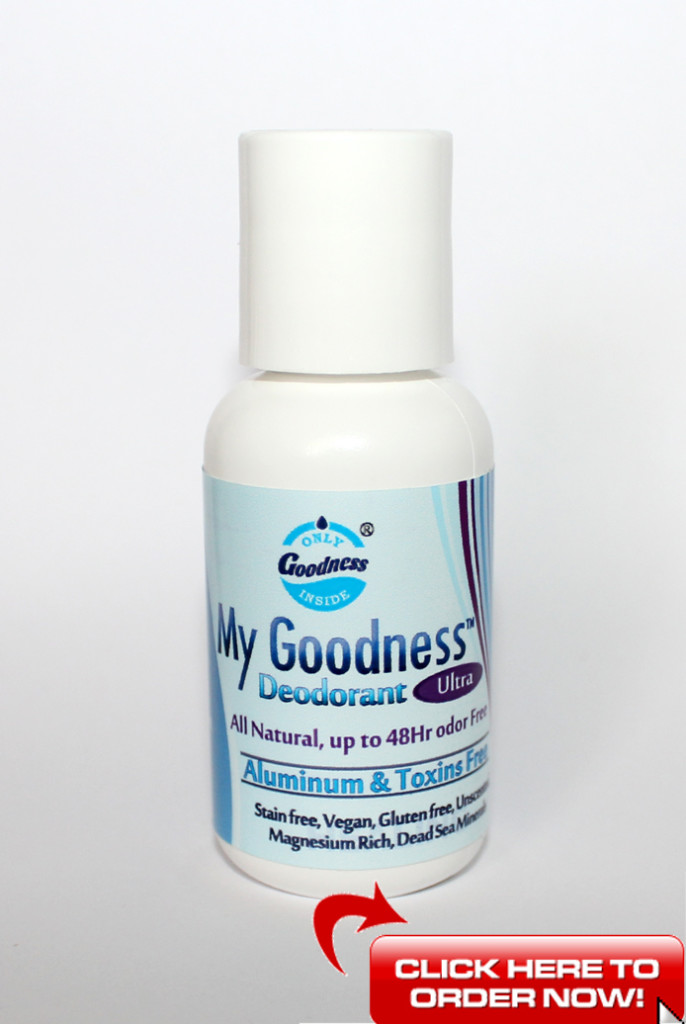 ONLY
Goodness
INSIDE
®
My Goodness™
Deodorant Ultra
All Natural, up to 48Hr odor Free
Aluminum & Toxins Free
Stain free, Vegan, Gluten free,
Magnesium Rich, Dead Sea
CLICK HERE TO
ORDER NOW!